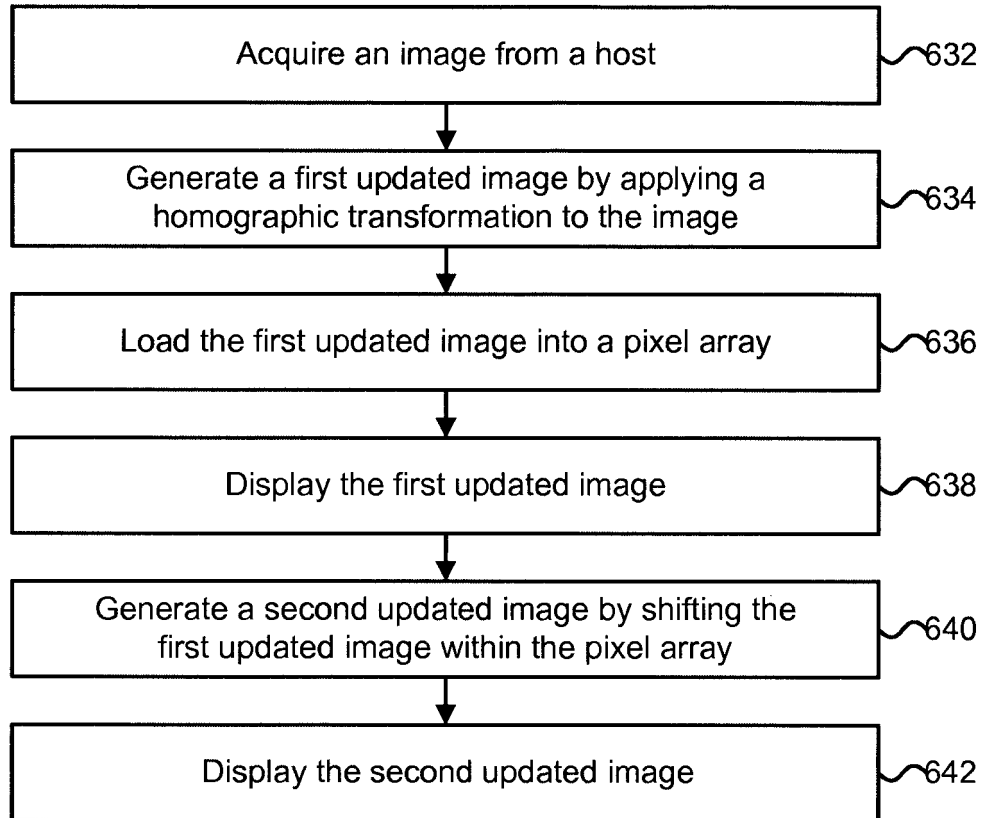 Acquire an image from a host
632
Generate a first updated image by applying a
homographic transformation to the image
634
Load the first updated image into a pixel array
636
Display the first updated image
638
Generate a second updated image by shifting the
first updated image within the pixel array
640
Display the second updated image
642